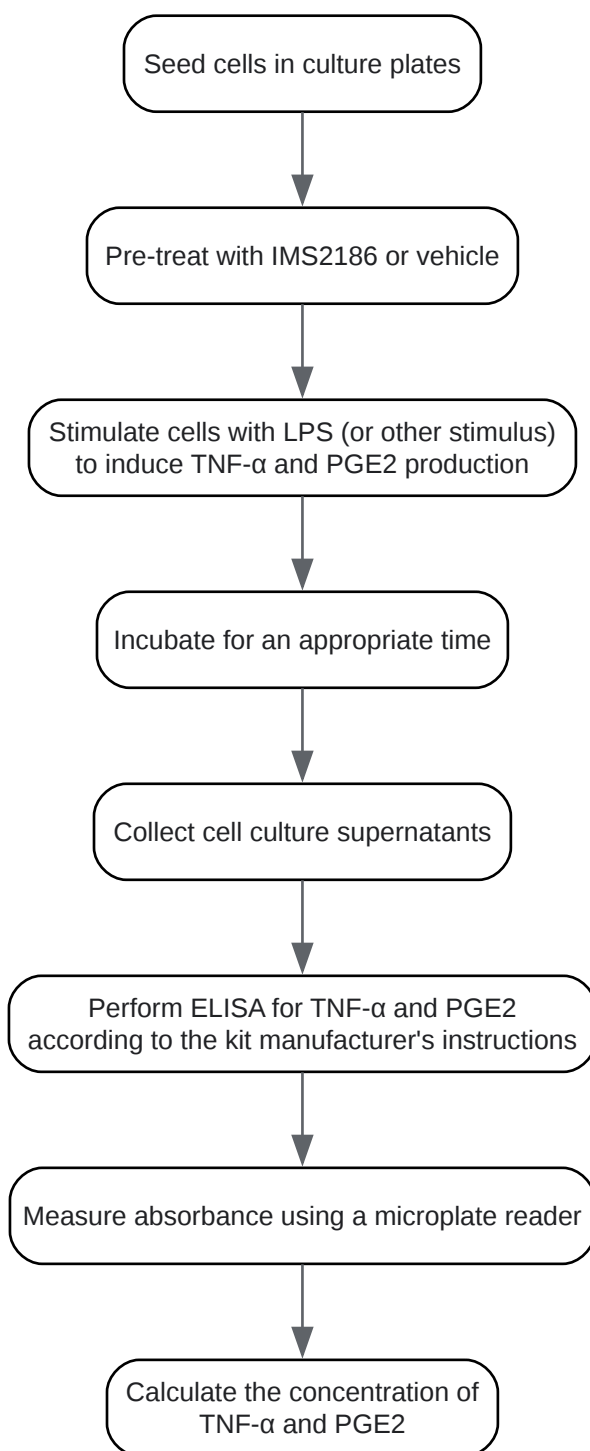 Seed cells in culture plates
Pre-treat with IMS2186 or vehicle
Stimulate cells with LPS (or other stimulus)
to induce TNF-α and PGE2 production
Incubate for an appropriate time
Collect cell culture supernatants
Perform ELISA for TNF-α and PGE2
according to the kit manufacturer's instructions
Measure absorbance using a microplate reader
Calculate the concentration of
TNF-α and PGE2